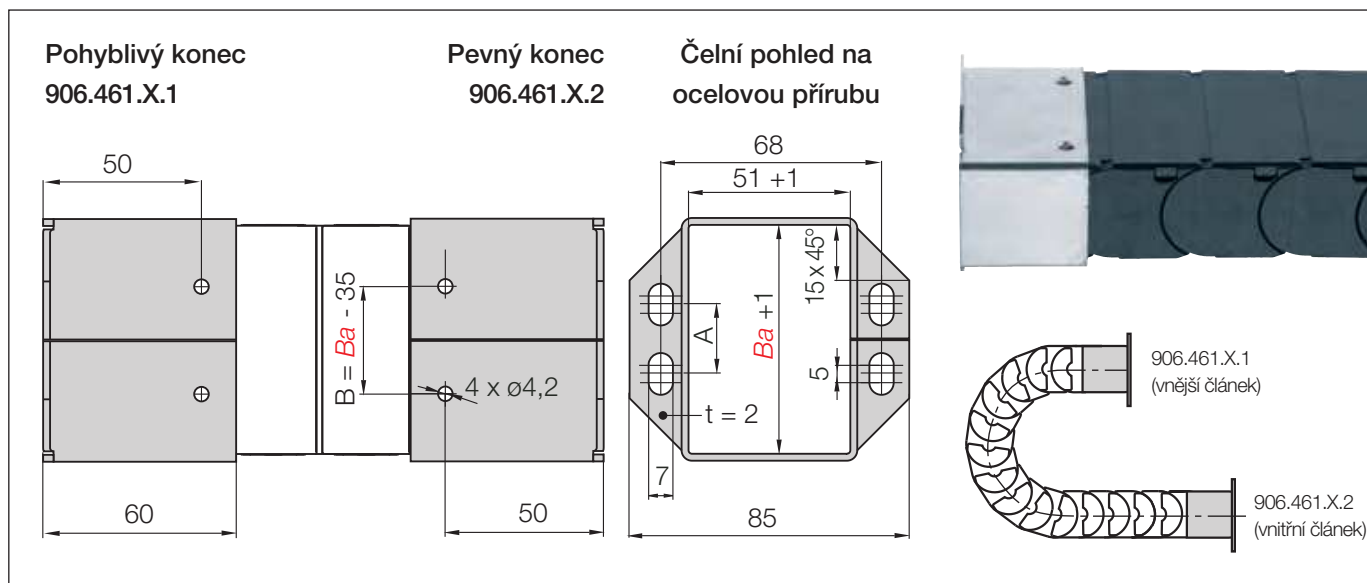 Pohyblivý konec
906.461.X.1
Pevný konec
906.461.X.2
Čelní pohled na
ocelovou přírubu
50
68
51 +1
B = Ba - 35
4 x ø4,2
60
50
15 x 45°
A
Ba +1
5
t = 2
7
85
906.461.X.1
(vnější článek)
906.461.X.2
(vnitřní článek)